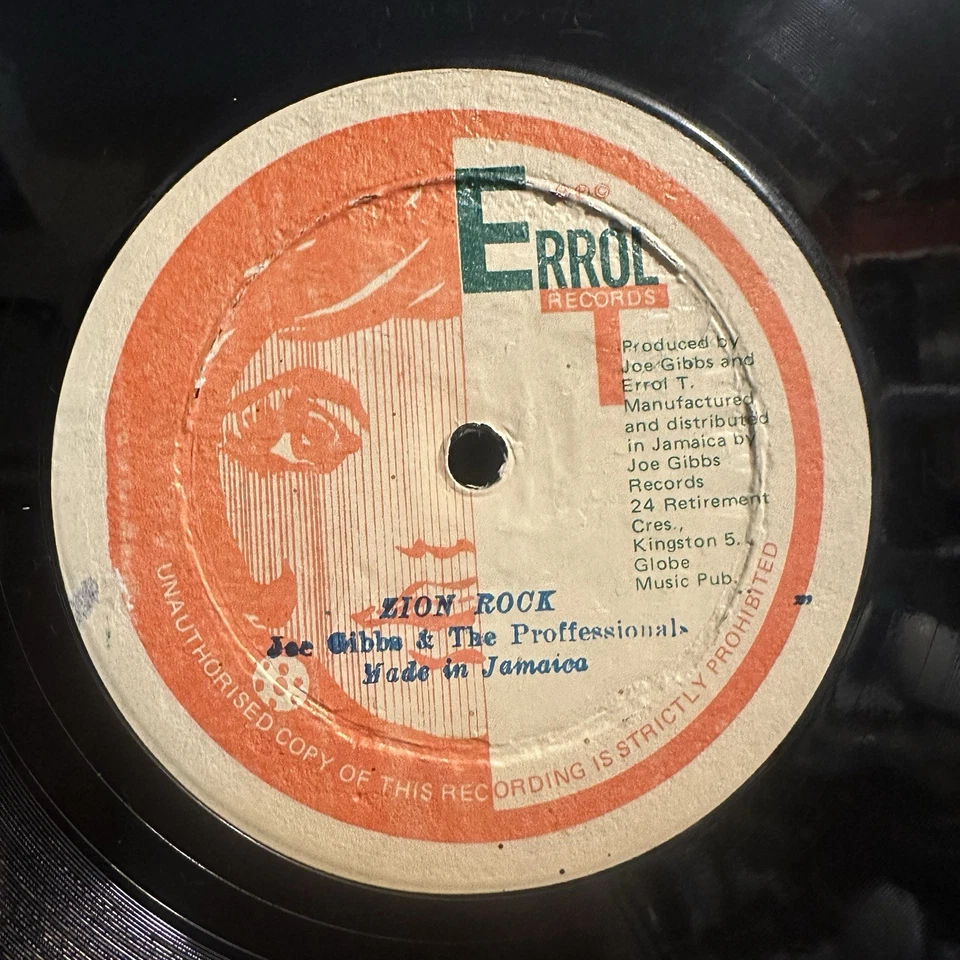 ERROL
RECORDS
T
Produced by
Joe Gibbs and
Errol T.
Manufactured
and distributed
in Jamaica by
Joe Gibbs
Records
24 Retirement
Cres.,
Kingston 5.
Globe
Music Pub.
ZION ROCK
Joe Gibbs & The Proffessionals
Made in Jamaica
UNAUTHORISED COPY OF THIS RECORDING IS STRICTLY PROHIBITED